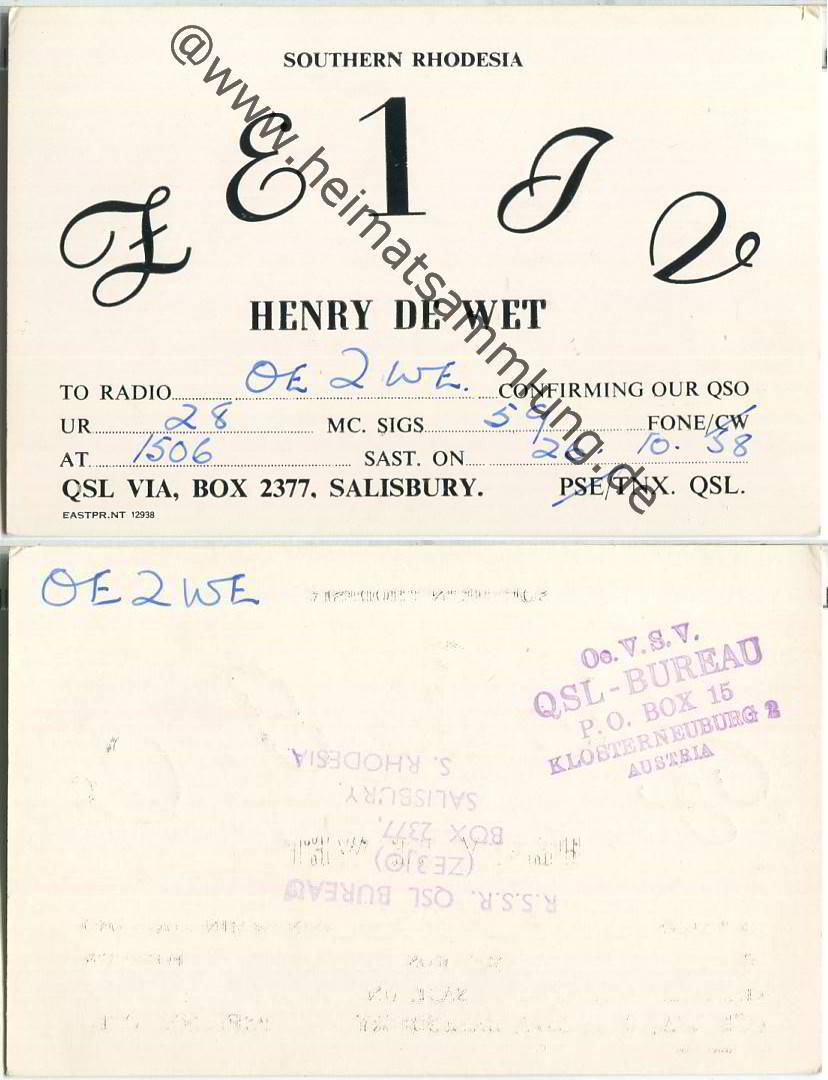 SOUTHERN RHODESIA
ZE1JV
HENRY DE WET
TO RADIO OE 2 WE. CONFIRMING OUR QSO
UR 28 MC. SIGS 59 FONE/CW
AT 1506 SAST. ON 26. 10. 58
QSL VIA, BOX 2377, SALISBURY. PSE/TNX. QSL.
EASTPR.NT 12938
@www.heimatsammlung.de
OE 2 WE
Oe. V. S. V.
QSL-BUREAU
P. O. BOX 15
KLOSTERNEUBURG 2
AUSTRIA
R.S.S.R. QSL BUREAU
(ZE3JO)
BOX 2377,
SALISBURY.
S. RHODESIA